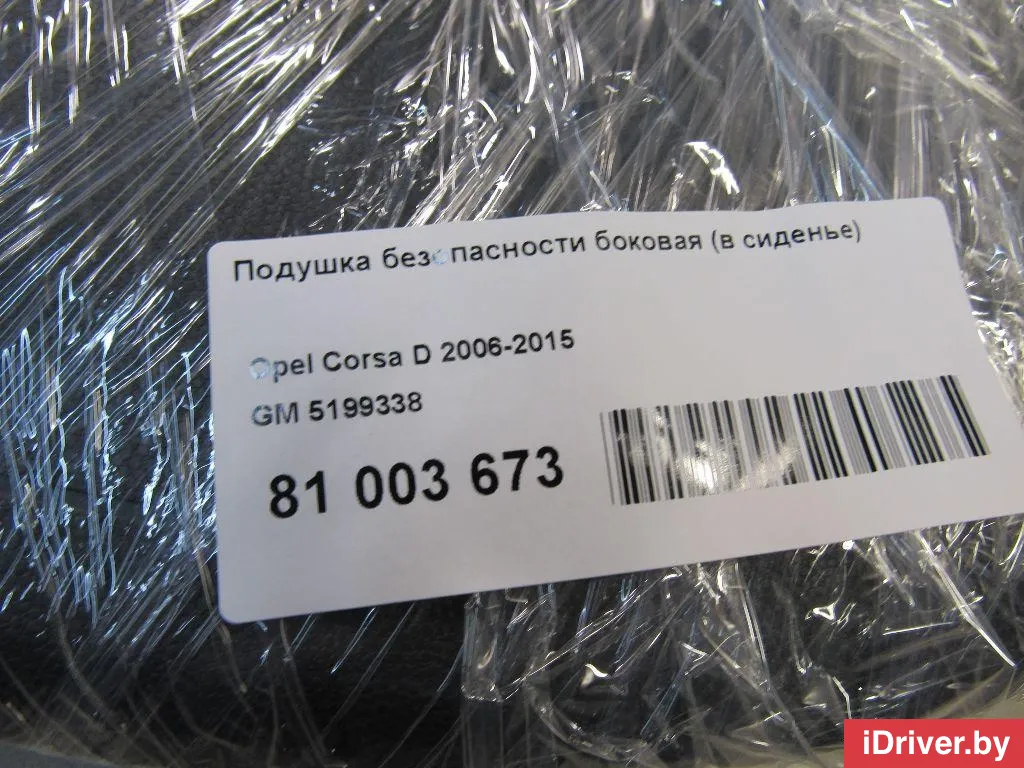 Подушка безопасности боковая (в сиденье)
Opel Corsa D 2006-2015
GM 5199338
81 003 673
iDriver.by